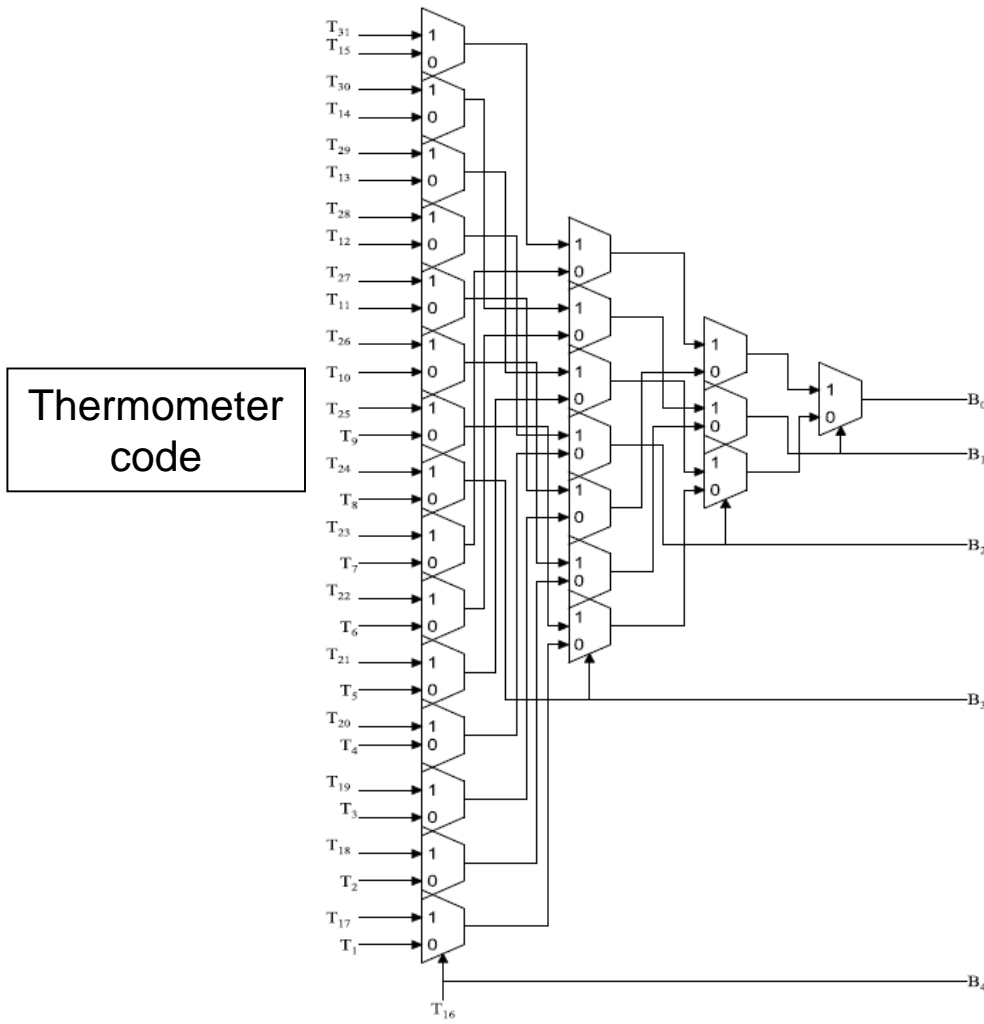 T31
T15
1
0
T30
T14
1
0
T29
T13
1
0
T28
T12
1
0
T27
T11
1
0
T26
T10
1
0
T25
T9
1
0
T24
T8
1
0
T23
T7
1
0
T22
T6
1
0
T21
T5
1
0
T20
T4
1
0
T19
T3
1
0
T18
T2
1
0
T17
T1
1
0
T16
Thermometer
code
1
0
1
0
1
0
1
0
1
0
1
0
1
0
1
0
1
0
1
0
1
0
B0
B1
B2
B3
B4